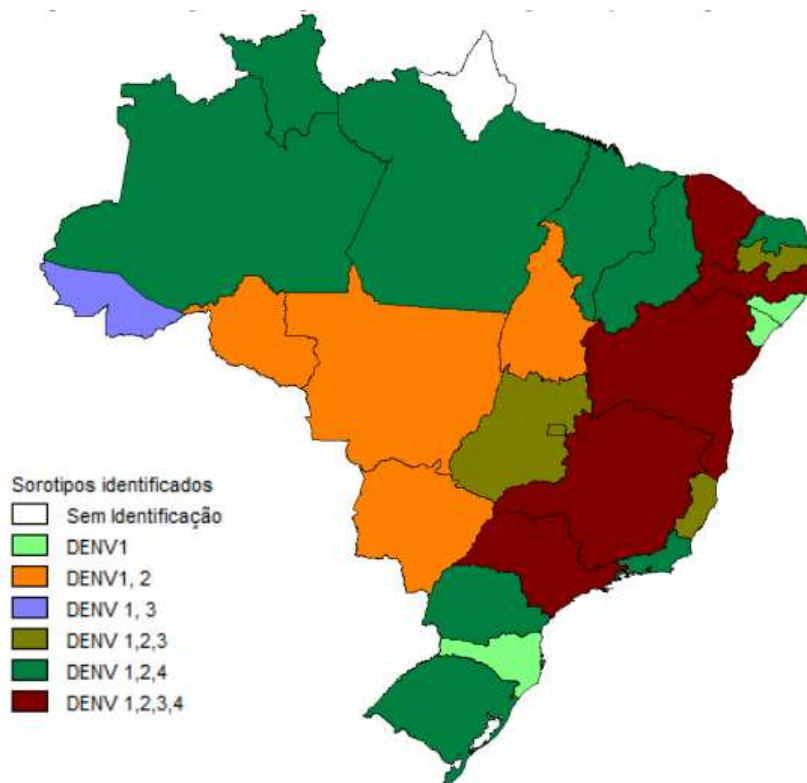 Sorotipos identificados
Sem Identificação
DENV1
DENV1, 2
DENV 1, 3
DENV 1,2,3
DENV 1,2,4
DENV 1,2,3,4